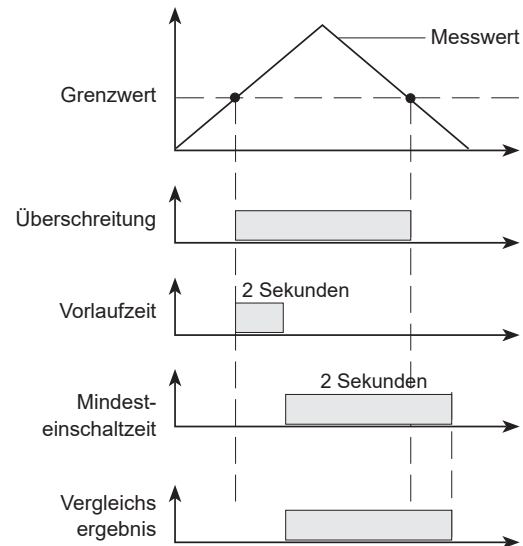 Messwert
Grenzwert
Überschreitung
2 Sekunden
Vorlaufzeit
2 Sekunden
Mindest-
einschaltzeit
Vergleichs
ergebnis